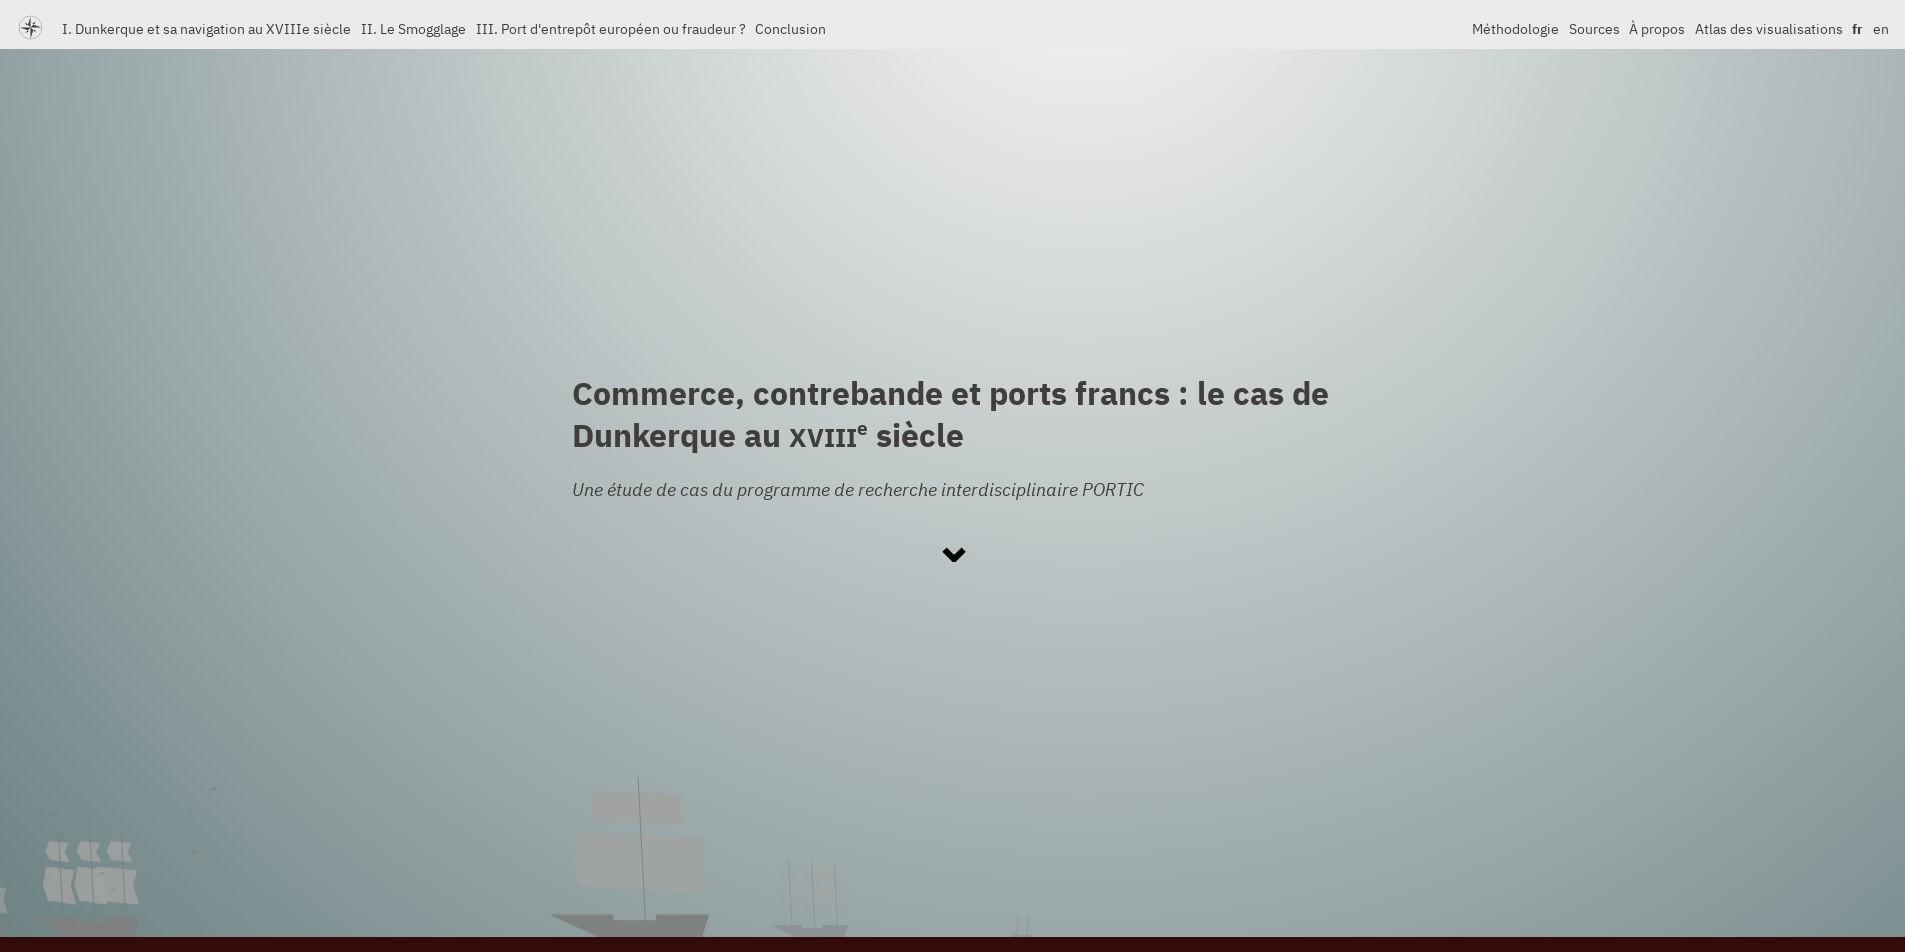 I. Dunkerque et sa navigation au XVIIIe siècle II. Le Smogglage III. Port d'entrepôt européen ou fraudeur ? Conclusion Méthodologie Sources À propos Atlas des visualisations fr en
Commerce, contrebande et ports francs : le cas de
Dunkerque au XVIIIe siècle
Une étude de cas du programme de recherche interdisciplinaire PORTIC